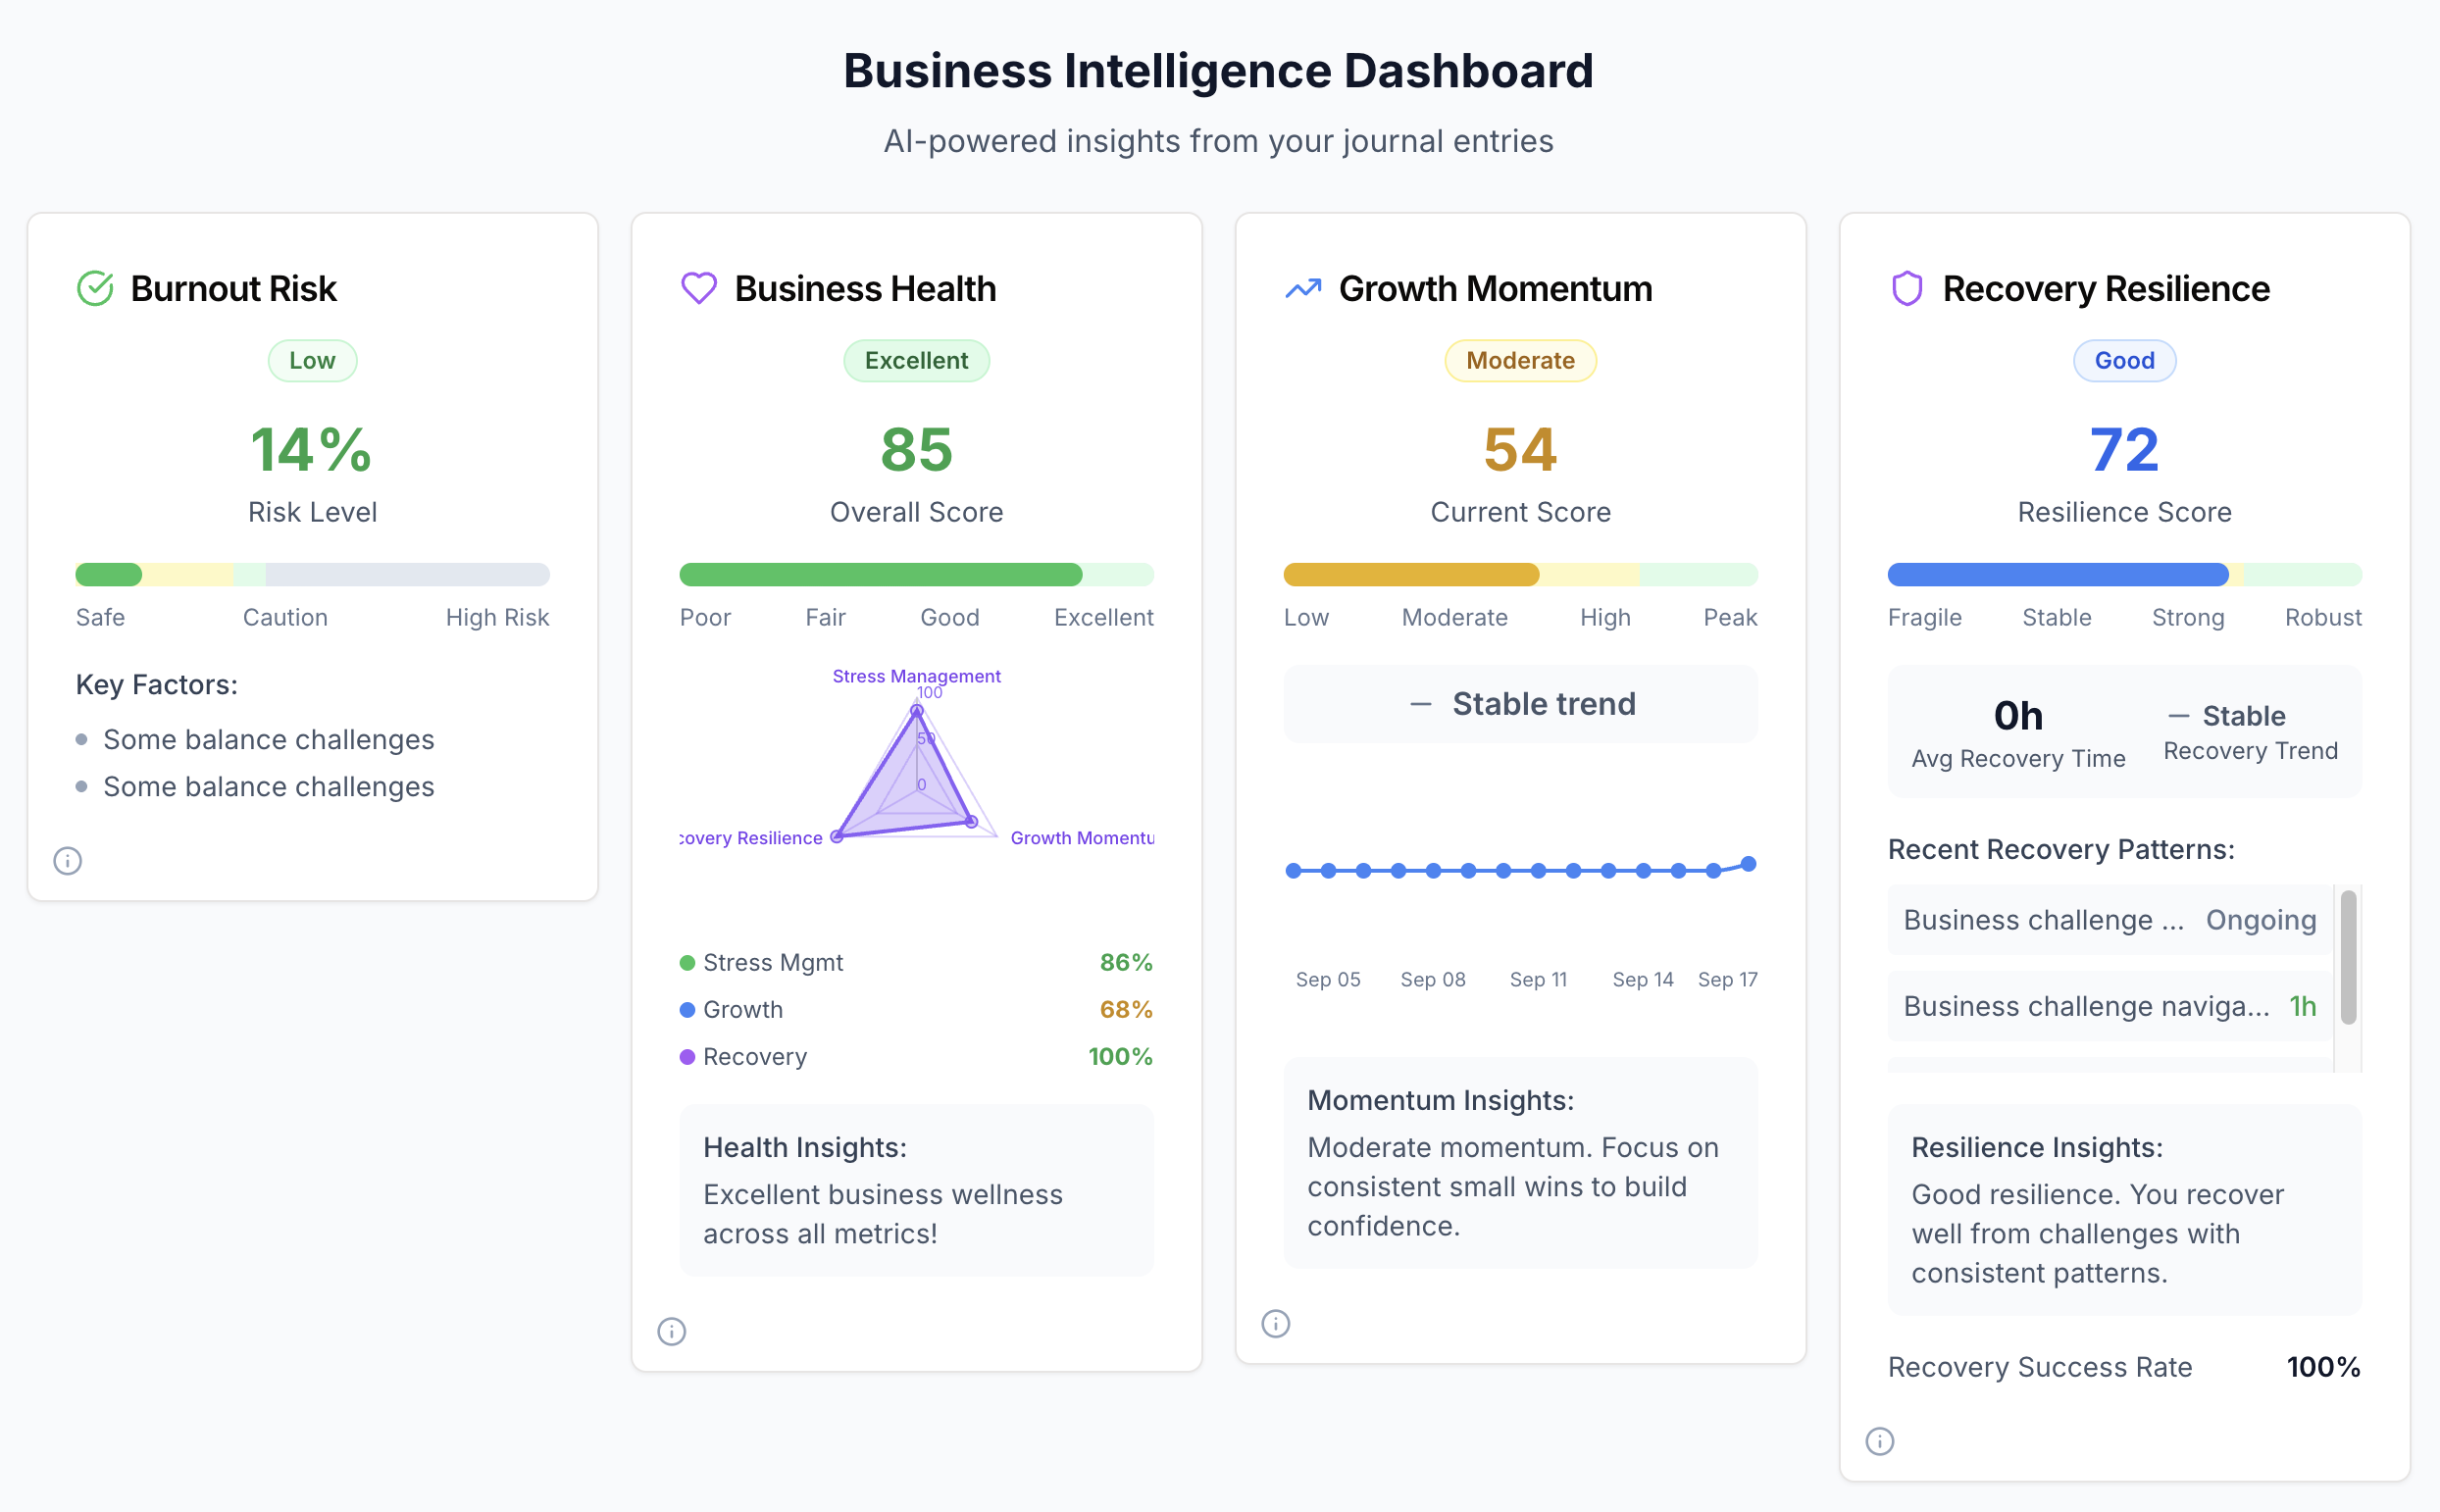 Business Intelligence Dashboard
AI-powered insights from your journal entries
Burnout Risk
Low
14%
Risk Level
Safe Caution High Risk
Key Factors:
Some balance challenges
Some balance challenges
Business Health
Excellent
85
Overall Score
Poor Fair Good Excellent
Stress Management
100
50
0
covery Resilience Growth Momentu
Stress Mgmt 86%
Growth 68%
Recovery 100%
Health Insights:
Excellent business wellness
across all metrics!
Growth Momentum
Moderate
54
Current Score
Low Moderate High Peak
Stable trend
Sep 05 Sep 08 Sep 11 Sep 14 Sep 17
Momentum Insights:
Moderate momentum. Focus on
consistent small wins to build
confidence.
Recovery Resilience
Good
72
Resilience Score
Fragile Stable Strong Robust
0h Stable
Avg Recovery Time Recovery Trend
Recent Recovery Patterns:
Business challenge ... Ongoing
Business challenge naviga... 1h
Resilience Insights:
Good resilience. You recover
well from challenges with
consistent patterns.
Recovery Success Rate 100%